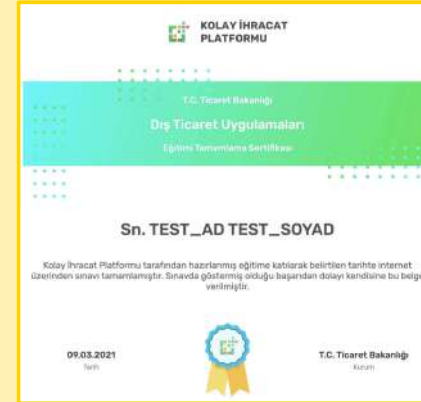 KOLAY İHRACAT
PLATFORMU
T.C. Ticaret Bakanlığı
Dış Ticaret Uygulamaları
Eğitimi Tamamlama Sertifikası
Sn. TEST_AD TEST_SOYAD
Kolay İhracat Platformu tarafından hazırlanmış eğitime katılarak belirtilen tarihte internet
üzerinden sınavı tamamlamıştır. Sınavda göstermiş olduğu başarıdan dolayı kendisine bu belge
verilmiştir.
09.03.2021
Tarih
T.C. Ticaret Bakanlığı
Kurum